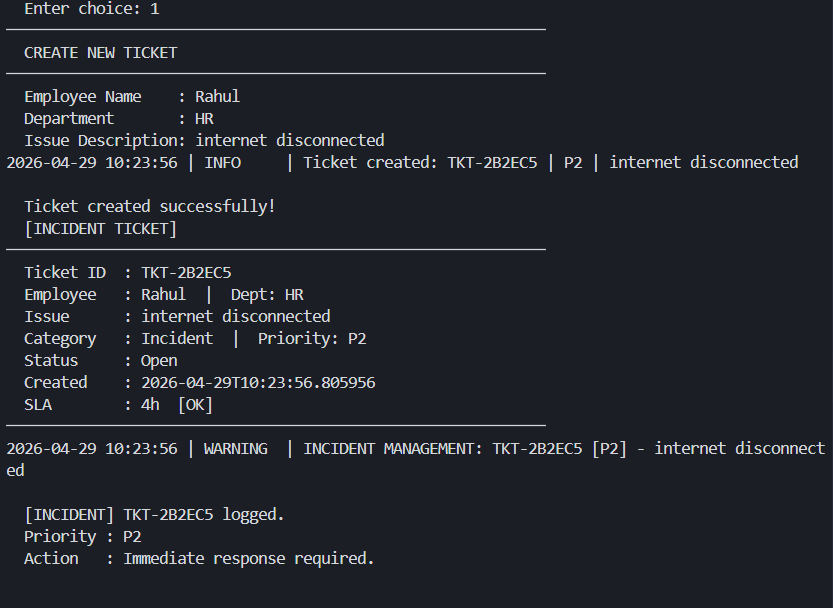 Enter choice: 1
CREATE NEW TICKET
Employee Name    : Rahul
Department       : HR
Issue Description: internet disconnected
2026-04-29 10:23:56 | INFO     | Ticket created: TKT-2B2EC5 | P2 | internet disconnected
Ticket created successfully!
[INCIDENT TICKET]
Ticket ID  : TKT-2B2EC5
Employee   : Rahul  |  Dept: HR
Issue      : internet disconnected
Category   : Incident  |  Priority: P2
Status     : Open
Created    : 2026-04-29T10:23:56.805956
SLA        : 4h  [OK]
2026-04-29 10:23:56 | WARNING  | INCIDENT MANAGEMENT: TKT-2B2EC5 [P2] - internet disconnect
ed
[INCIDENT] TKT-2B2EC5 logged.
Priority : P2
Action   : Immediate response required.